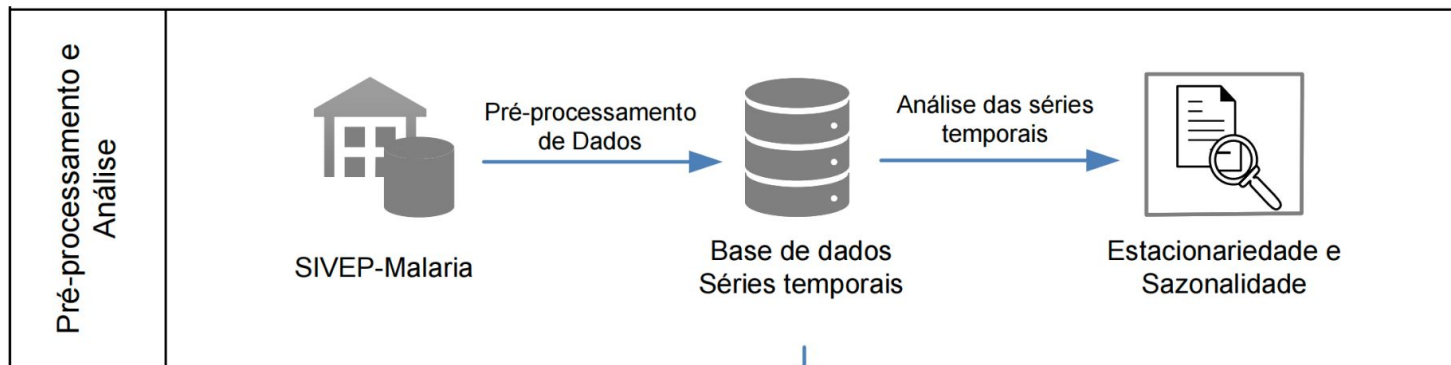 Pré-processamento e
Análise
Pré-processamento
de Dados
Análise das séries
temporais
SIVEP-Malaria
Base de dados
Séries temporais
Estacionariedade e
Sazonalidade